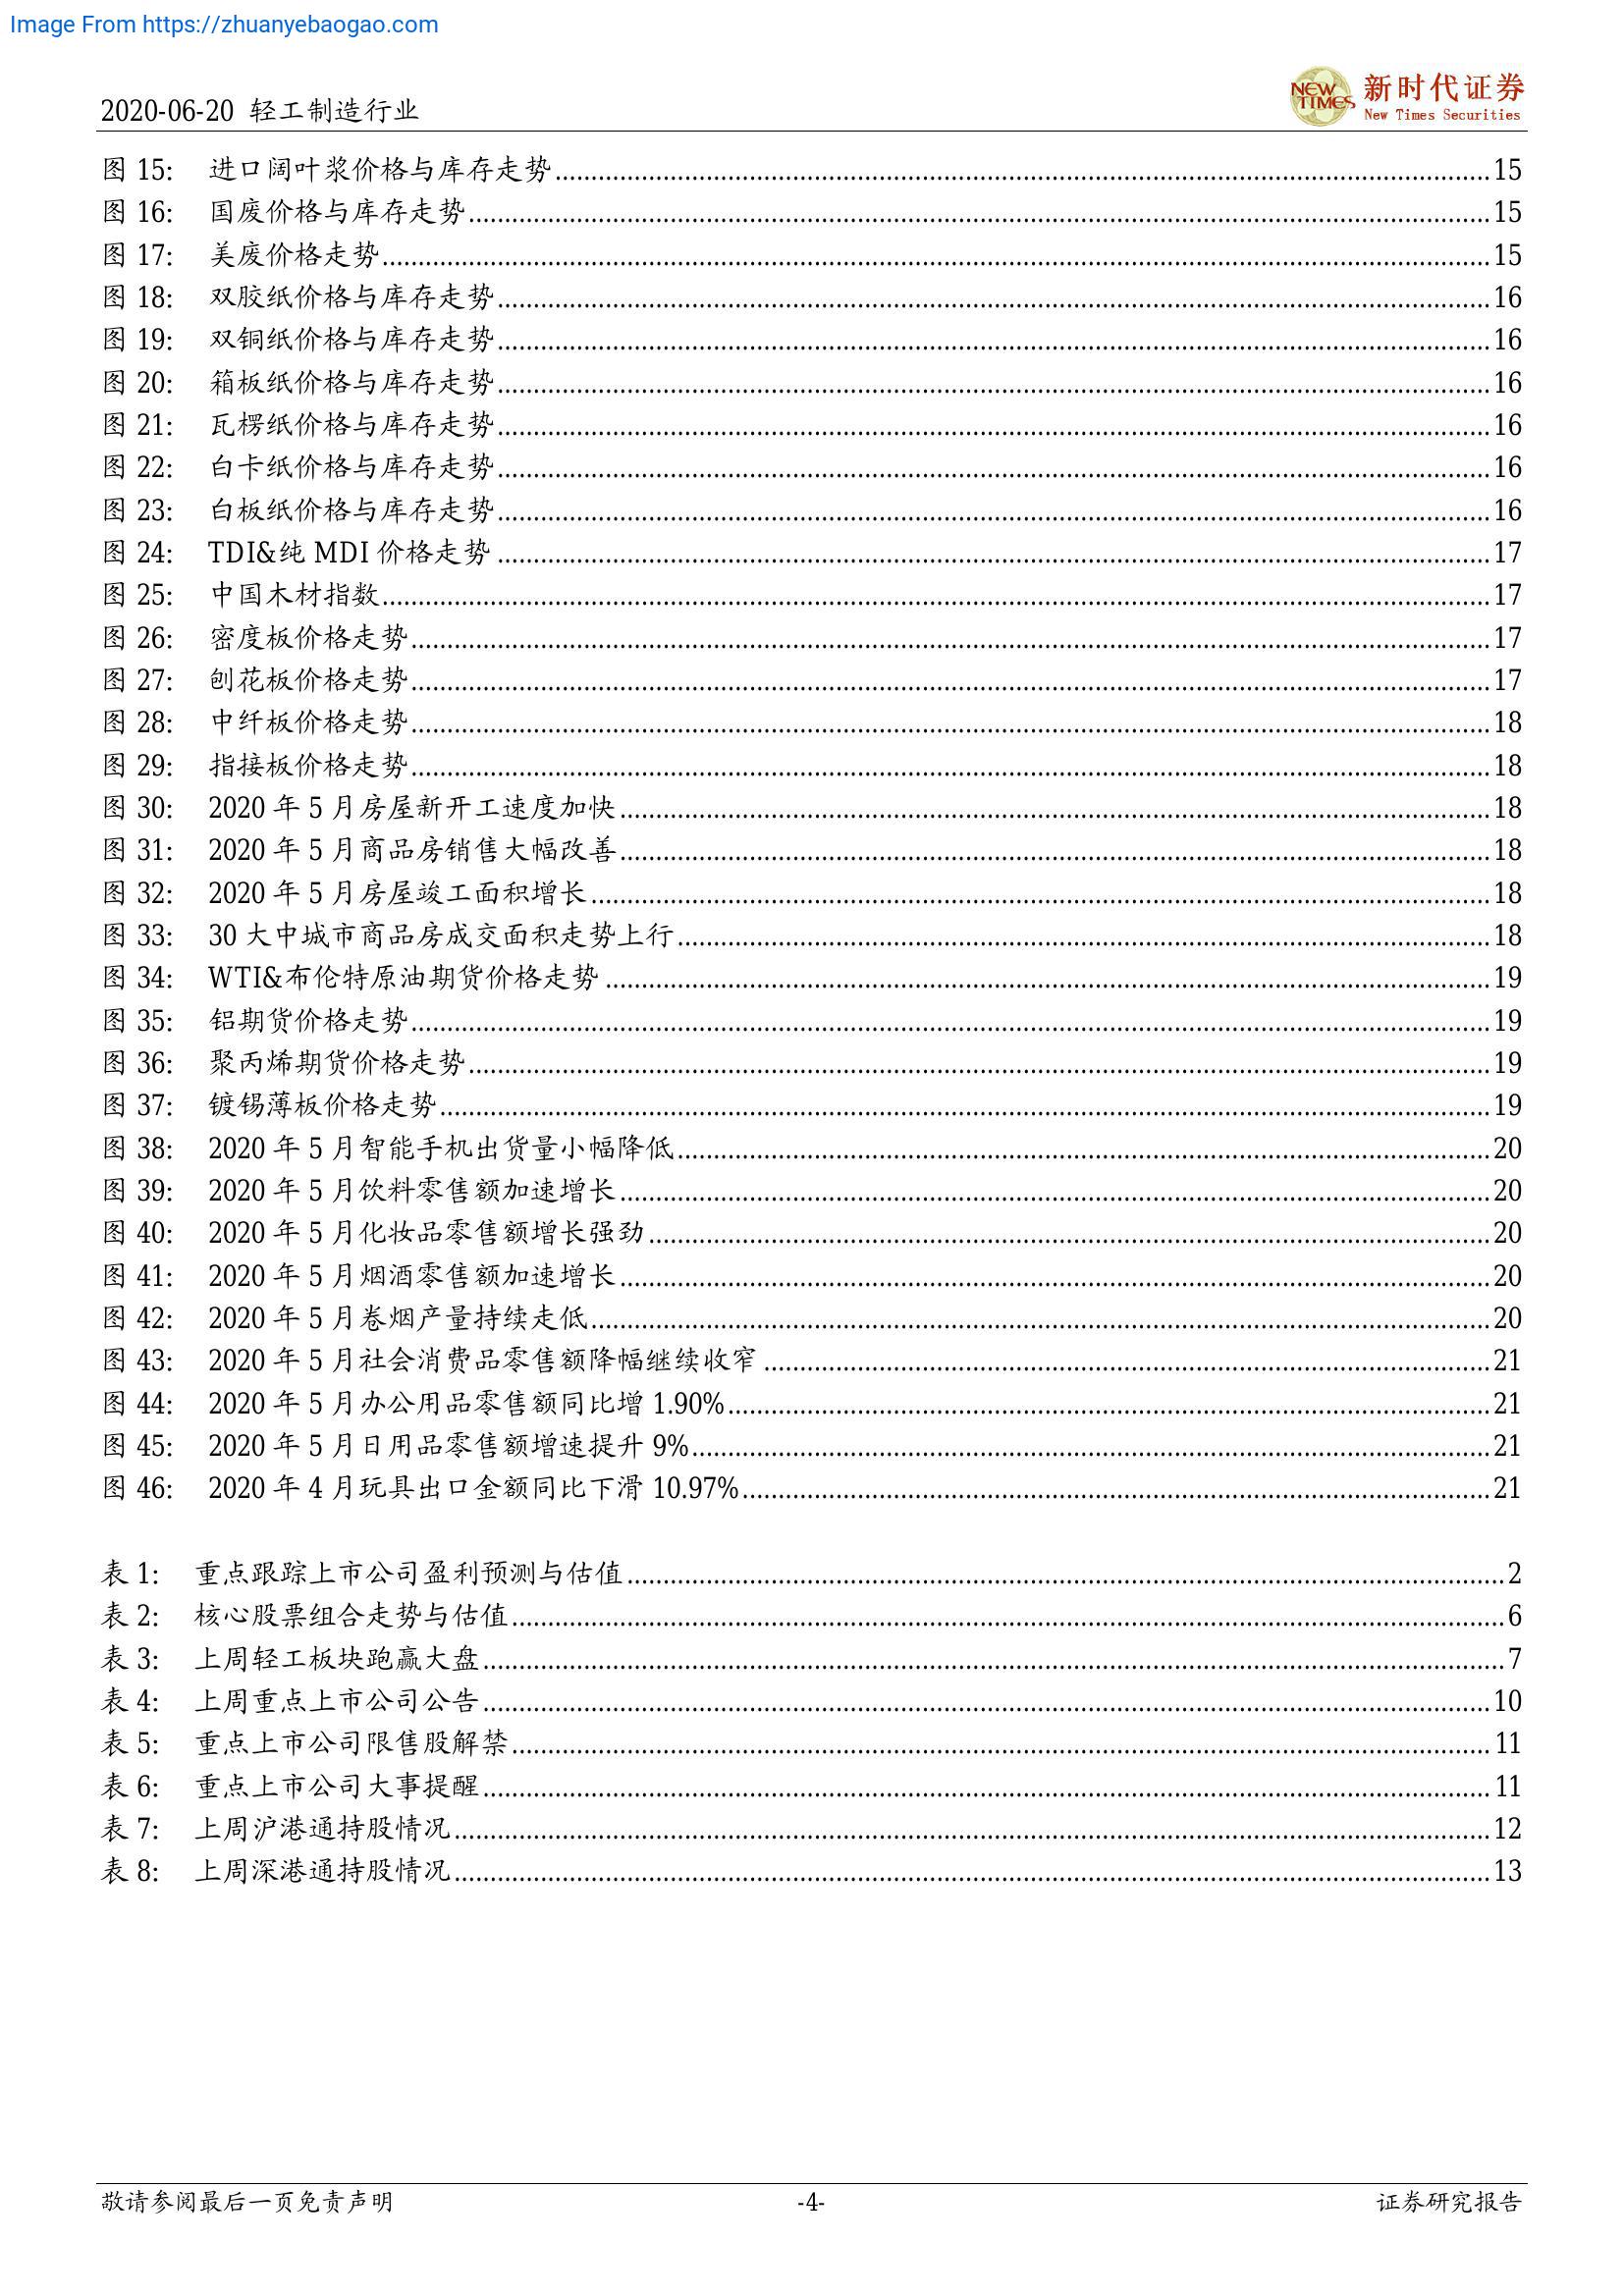 Image From https://zhuanyebaogao.com
2020-06-20 轻工制造行业
NEW TIMES
新时代证券
New Times Securities
图 15: 进口阔叶浆价格与库存走势 15
图 16: 国废价格与库存走势 15
图 17: 美废价格走势 15
图 18: 双胶纸价格与库存走势 16
图 19: 双铜纸价格与库存走势 16
图 20: 箱板纸价格与库存走势 16
图 21: 瓦楞纸价格与库存走势 16
图 22: 白卡纸价格与库存走势 16
图 23: 白板纸价格与库存走势 16
图 24: TDI&纯 MDI 价格走势 17
图 25: 中国木材指数 17
图 26: 密度板价格走势 17
图 27: 刨花板价格走势 17
图 28: 中纤板价格走势 18
图 29: 指接板价格走势 18
图 30: 2020 年 5 月房屋新开工速度加快 18
图 31: 2020 年 5 月商品房销售大幅改善 18
图 32: 2020 年 5 月房屋竣工面积增长 18
图 33: 30 大中城市商品房成交面积走势上行 18
图 34: WTI&布伦特原油期货价格走势 19
图 35: 铝期货价格走势 19
图 36: 聚丙烯期货价格走势 19
图 37: 镀锡薄板价格走势 19
图 38: 2020 年 5 月智能手机出货量小幅降低 20
图 39: 2020 年 5 月饮料零售额加速增长 20
图 40: 2020 年 5 月化妆品零售额增长强劲 20
图 41: 2020 年 5 月烟酒零售额加速增长 20
图 42: 2020 年 5 月卷烟产量持续走低 20
图 43: 2020 年 5 月社会消费品零售额降幅继续收窄 21
图 44: 2020 年 5 月办公用品零售额同比增 1.90% 21
图 45: 2020 年 5 月日用品零售额增速提升 9% 21
图 46: 2020 年 4 月玩具出口金额同比下滑 10.97% 21
表 1: 重点跟踪上市公司盈利预测与估值 2
表 2: 核心股票组合走势与估值 6
表 3: 上周轻工板块跑赢大盘 7
表 4: 上周重点上市公司公告 10
表 5: 重点上市公司限售股解禁 11
表 6: 重点上市公司大事提醒 11
表 7: 上周沪港通持股情况 12
表 8: 上周深港通持股情况 13
敬请参阅最后一页免责声明 -4- 证券研究报告